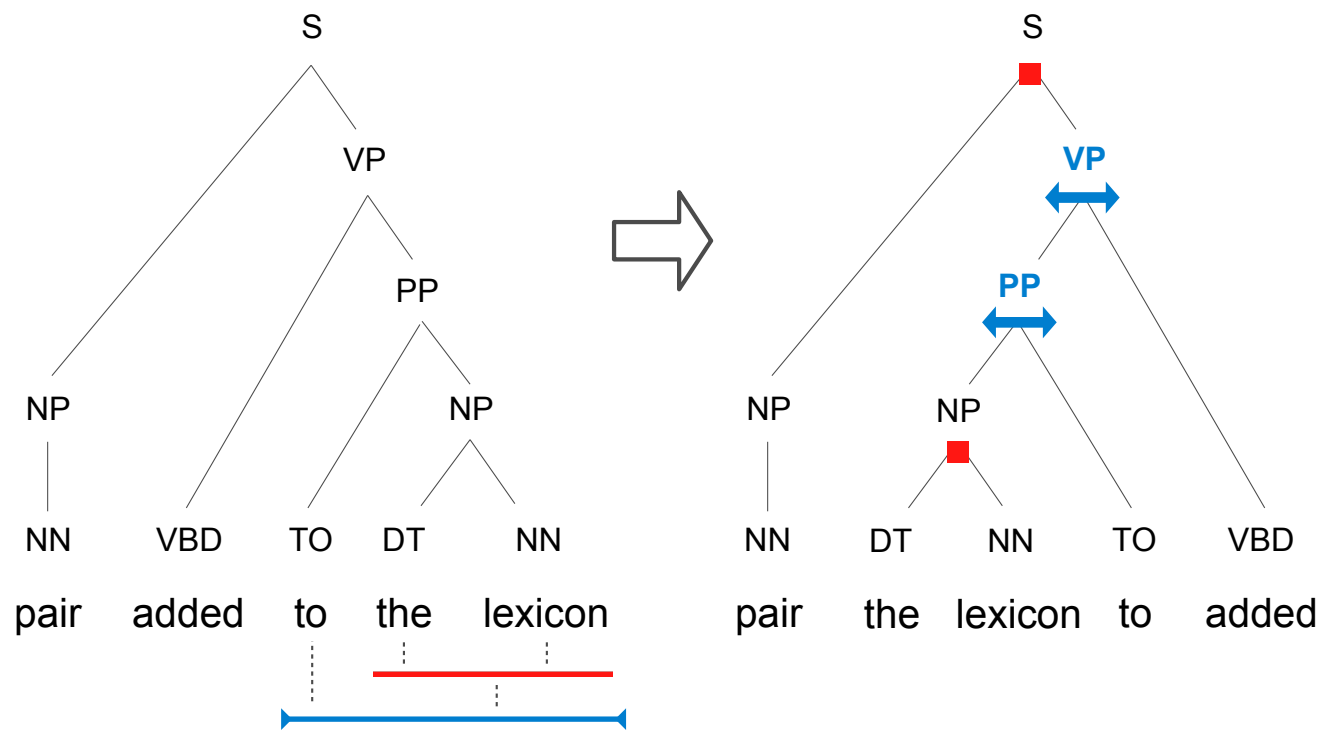 S S
VP VP
PP PP
NP NP NP NP
NN VBD TO DT NN NN DT NN TO VBD
pair added to the lexicon pair the lexicon to added